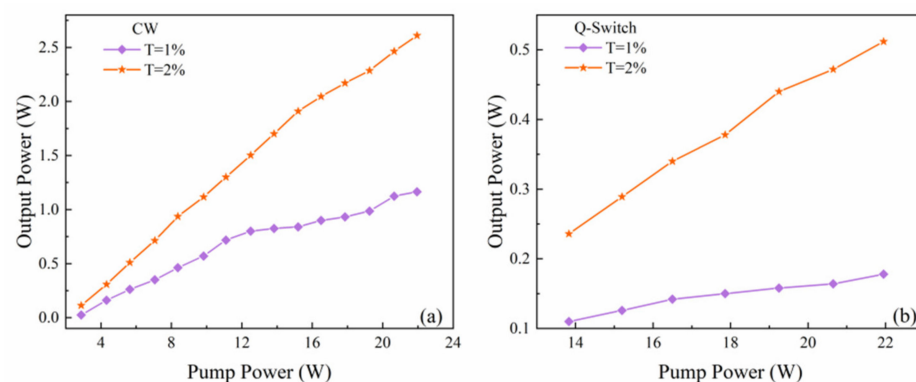 CW
T=1%
T=2%
2.5
2.0
1.5
1.0
0.5
0.0
Output Power (W)
4 8 12 16 20 24
Pump Power (W)
(a)
Q-Switch
T=1%
T=2%
0.5
0.4
0.3
0.2
0.1
Output Power (W)
14 16 18 20 22
Pump Power (W)
(b)